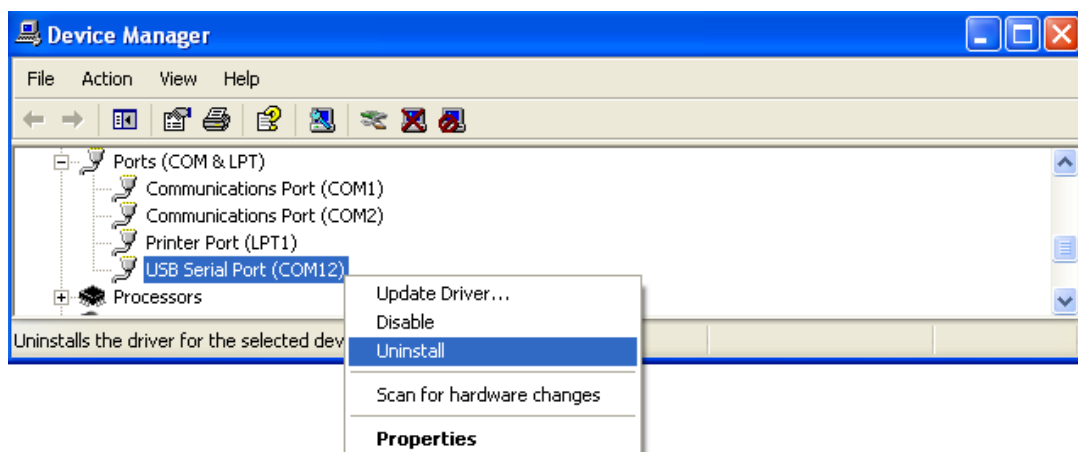 Device Manager
File Action View Help
Ports (COM & LPT)
Communications Port (COM1)
Communications Port (COM2)
Printer Port (LPT1)
USB Serial Port (COM12)
Processors
Uninstalls the driver for the selected dev
Update Driver...
Disable
Uninstall
Scan for hardware changes
Properties